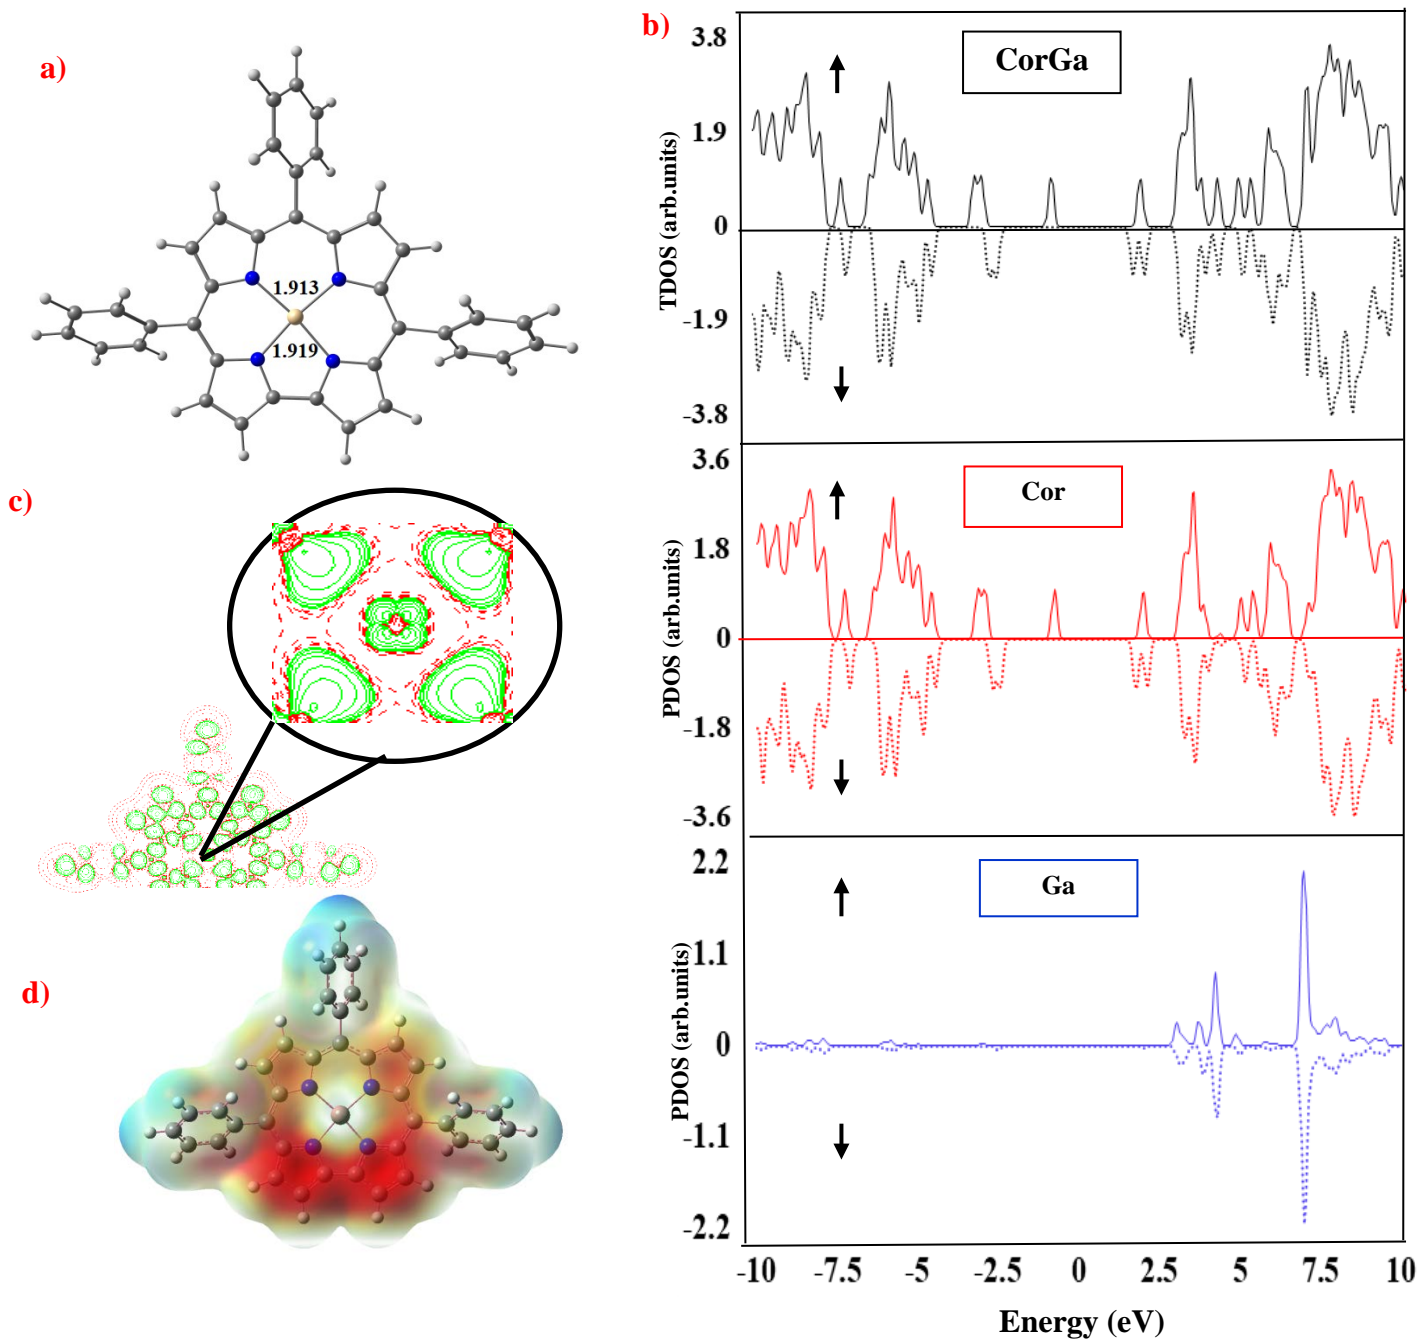 a)
1.913
1.919
b)
CorGa
TDOS (arb.units)
3.8
1.9
0
-1.9
-3.8
Cor
PDOS (arb.units)
3.6
1.8
0
-1.8
-3.6
Ga
PDOS (arb.units)
2.2
1.1
0
-1.1
-2.2
-10 -7.5 -5 -2.5 0 2.5 5 7.5 10
Energy (eV)
c)
d)